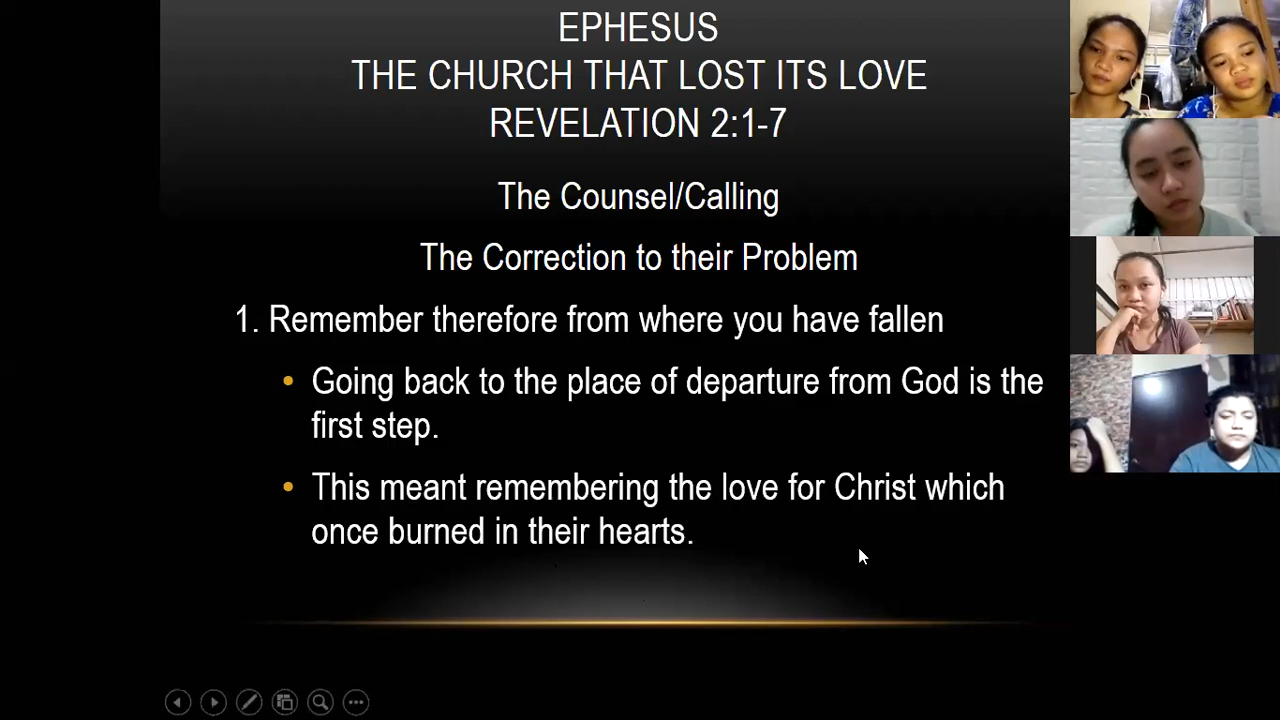 EPHESUS
THE CHURCH THAT LOST ITS LOVE
REVELATION 2:1-7
The Counsel/Calling
The Correction to their Problem
1. Remember therefore from where you have fallen
• Going back to the place of departure from God is the
first step.
• This meant remembering the love for Christ which
once burned in their hearts.